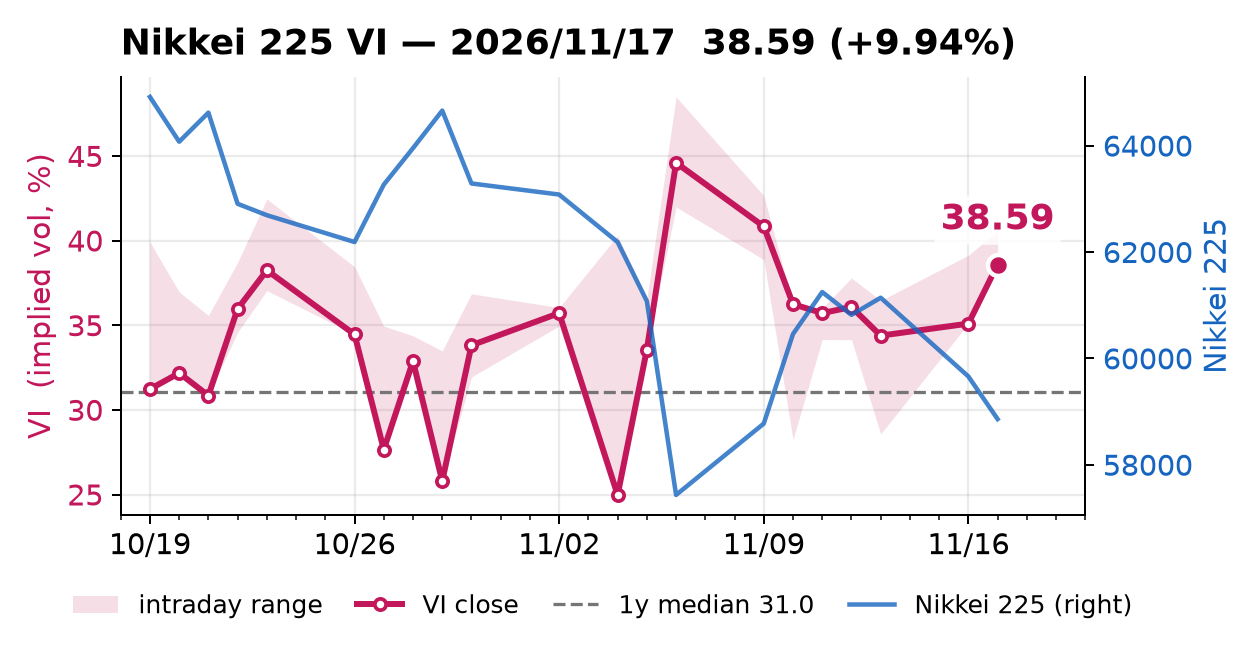 Nikkei 225 VI — 2026/11/17  38.59 (+9.94%)
VI  (implied vol, %)
45
40
35
30
25
38.59
64000
62000
60000
58000
Nikkei 225
10/19
10/26
11/02
11/09
11/16
intraday range
VI close
1y median 31.0
Nikkei 225 (right)